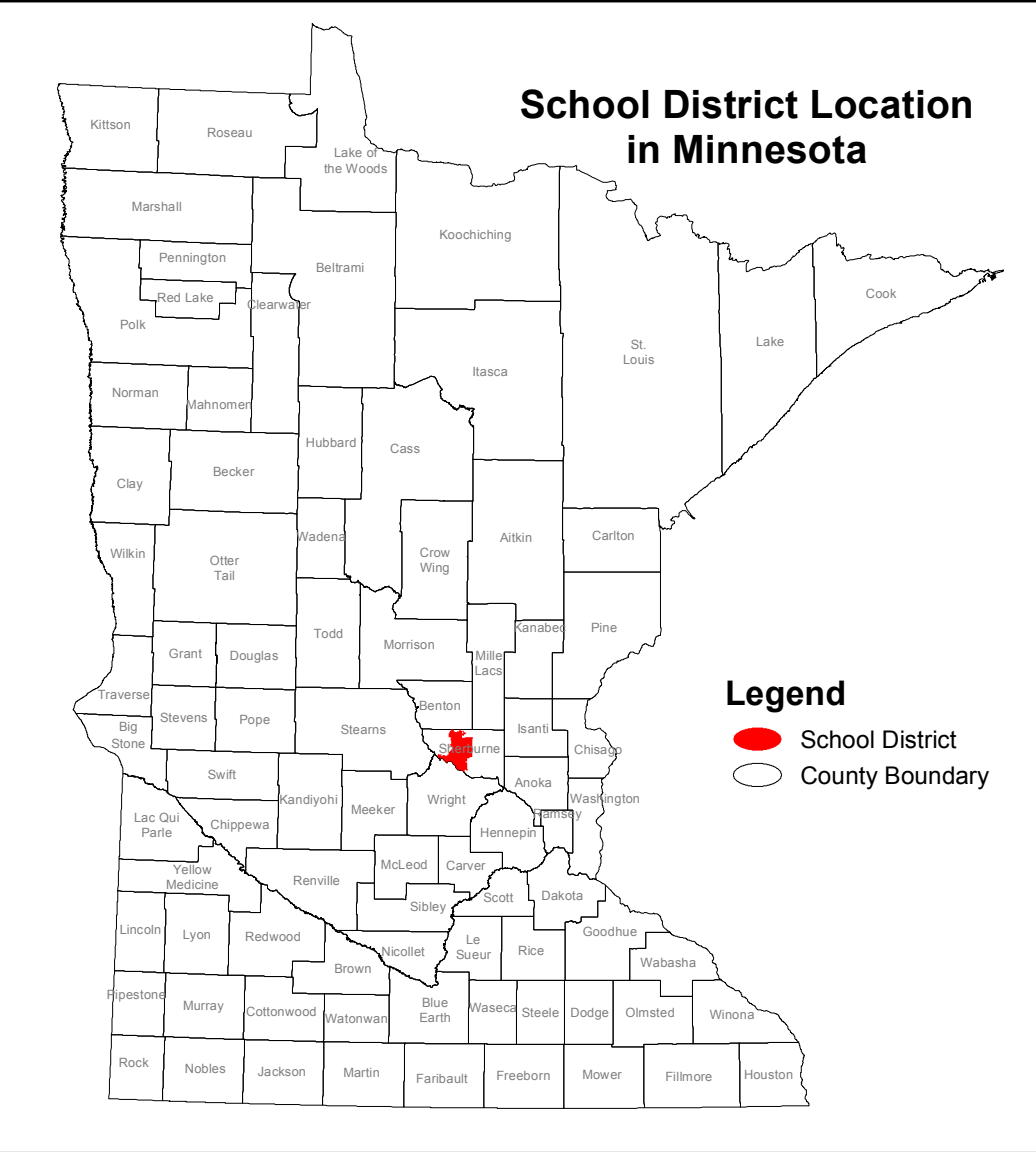 School District Location
in Minnesota
Kittson
Roseau
Lake of
the Woods
Marshall
Koochiching
Pennington
Beltrami
Red Lake
Clearwater
Cook
Polk
St.
Louis
Lake
Itasca
Norman
Mahnomen
Hubbard
Cass
Becker
Clay
Wadena
Aitkin
Carlton
Crow
Wing
Wilkin
Otter
Tail
Todd
Kanabec
Pine
Morrison
Grant
Douglas
Mille
Lacs
Traverse
Benton
Stevens
Pope
Stearns
Isanti
Big
Stone
Sherburne
Chisago
Swift
Anoka
Kandiyohi
Wright
Washington
Meeker
Ramsey
Lac Qui
Parle
Chippewa
Hennepin
McLeod
Carver
Yellow
Medicine
Renville
Scott
Dakota
Sibley
Lincoln
Lyon
Redwood
Goodhue
Le
Sueur
Rice
Nicollet
Wabasha
Brown
Pipestone
Murray
Cottonwood
Watonwan
Blue
Earth
Waseca
Steele
Dodge
Olmsted
Winona
Rock
Nobles
Jackson
Martin
Faribault
Freeborn
Mower
Fillmore
Houston
Legend
School District
County Boundary